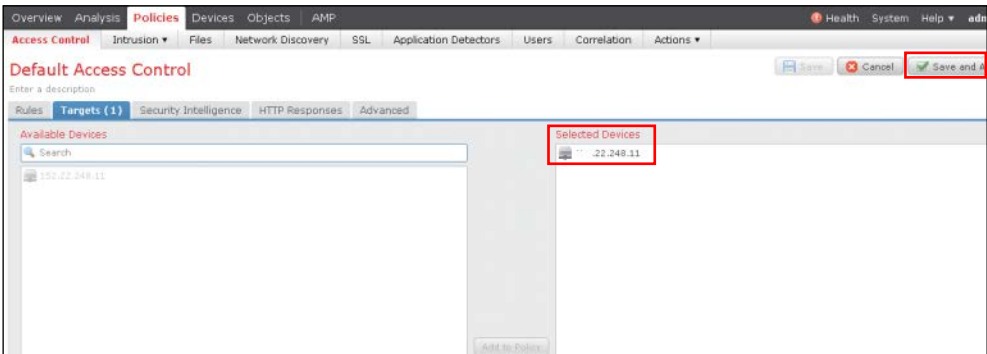 Overview Analysis Policies Devices Objects AMP Health System Help ▾ adm
Access Control Intrusion ▾ Files Network Discovery SSL Application Detectors Users Correlation Actions ▾
Default Access Control Save Cancel Save and A
Enter a description
Rules Targets (1) Security Intelligence HTTP Responses Advanced
Available Devices Selected Devices
Search .22.248.11
152.22.248.11
Add to Policy